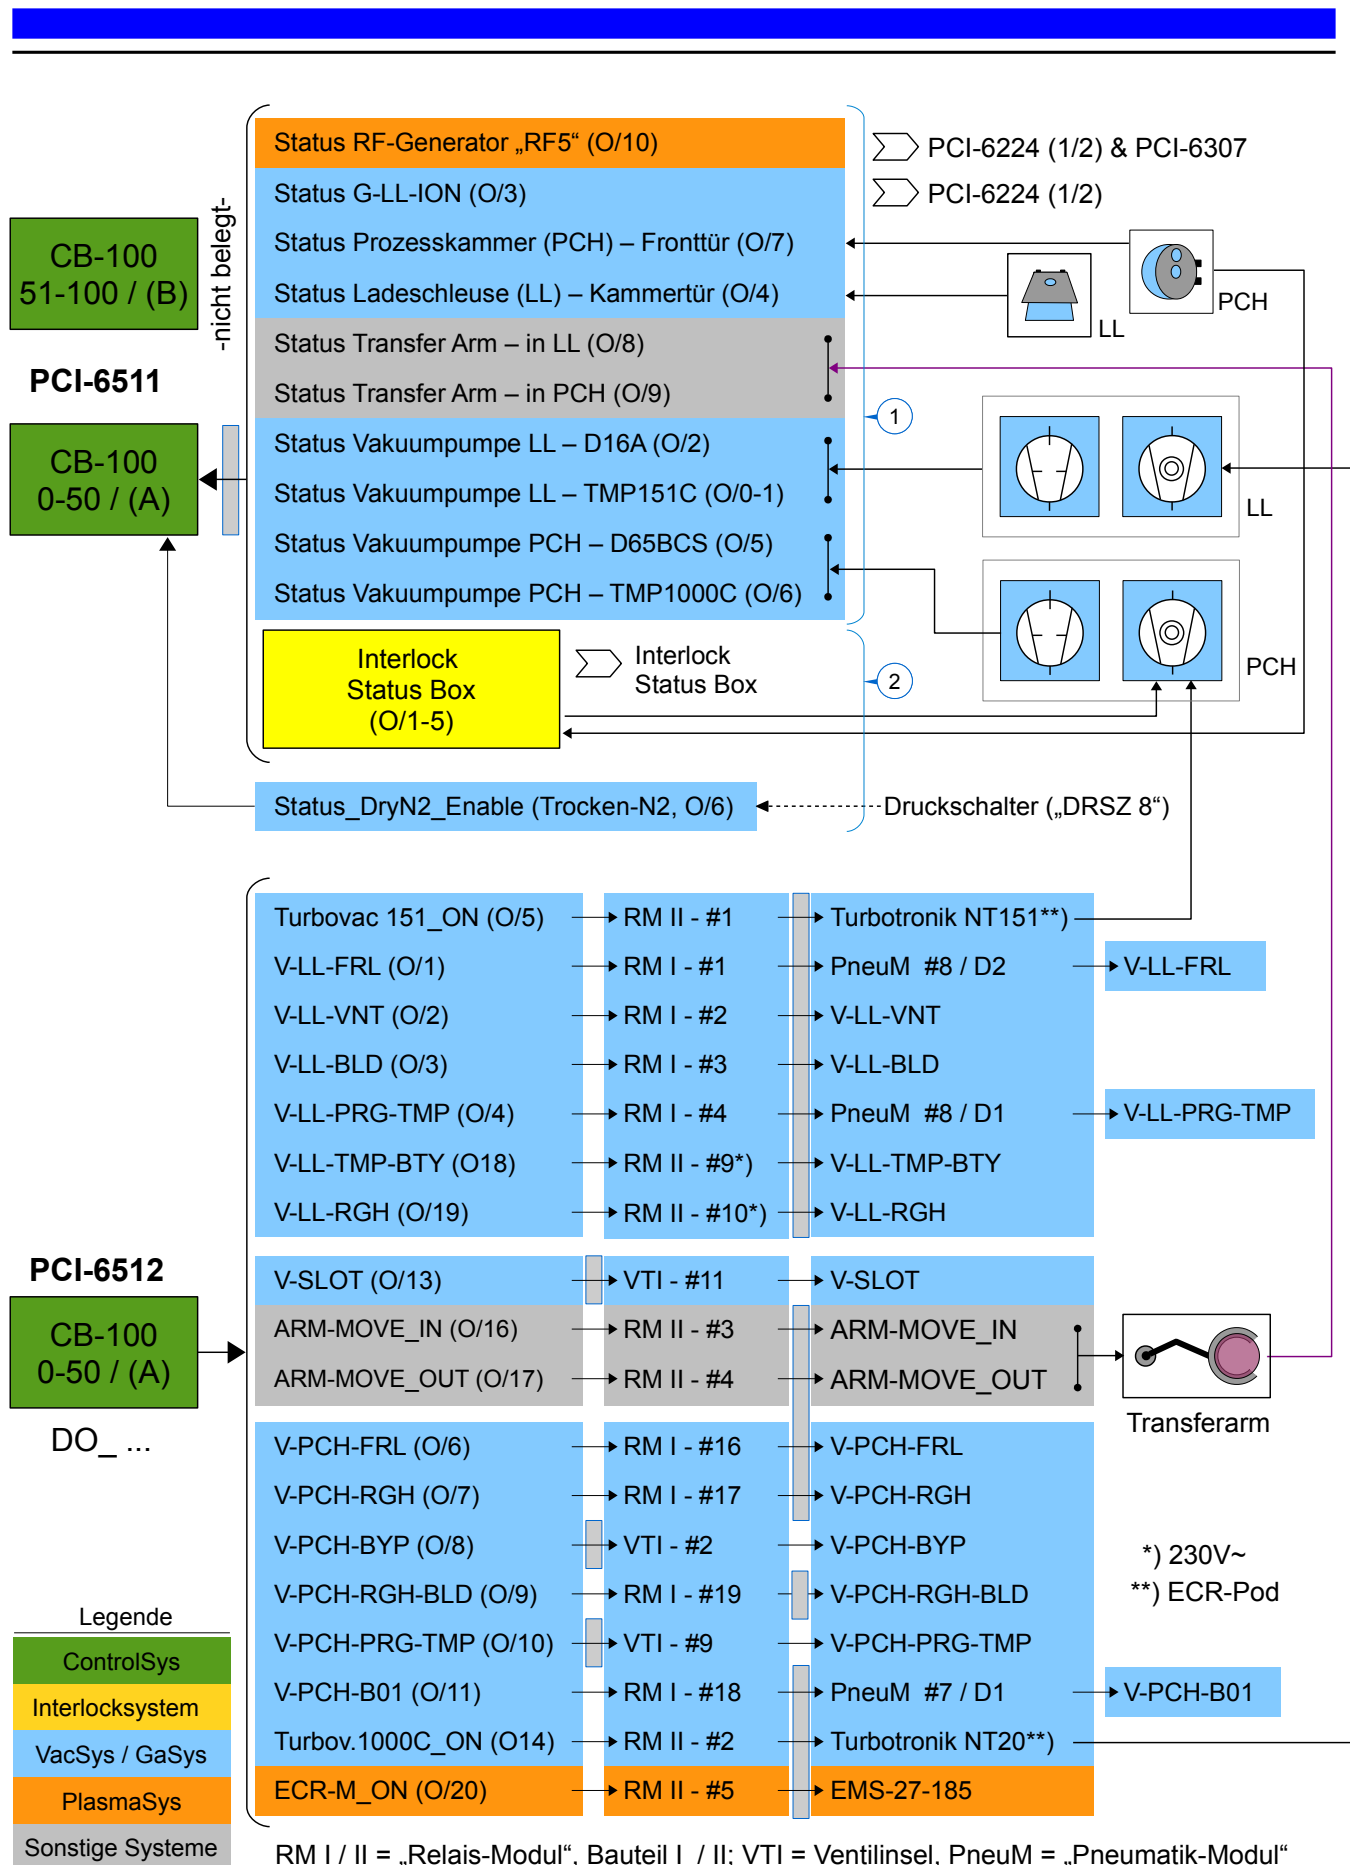 Status RF-Generator „RF5“ (O/10)
PCI-6224 (1/2) & PCI-6307
Status G-LL-ION (O/3)
PCI-6224 (1/2)
CB-100
51-100 / (B)
-nicht belegt-
Status Prozesskammer (PCH) – Fronttür (O/7)
PCH
Status Ladeschleuse (LL) – Kammertür (O/4)
LL
Status Transfer Arm – in LL (O/8)
PCI-6511
Status Transfer Arm – in PCH (O/9)
1
CB-100
0-50 / (A)
Status Vakuumpumpe LL – D16A (O/2)
Status Vakuumpumpe LL – TMP151C (O/0-1)
LL
Status Vakuumpumpe PCH – D65BCS (O/5)
Status Vakuumpumpe PCH – TMP1000C (O/6)
PCH
Interlock
Status Box
(O/1-5)
Interlock
Status Box
2
Status_DryN2_Enable (Trocken-N2, O/6)
Druckschalter („DRSZ 8“)
Turbovac 151_ON (O/5)
RM II - #1
Turbotronik NT151**)
V-LL-FRL (O/1)
RM I - #1
PneuM #8 / D2
V-LL-FRL
V-LL-VNT (O/2)
RM I - #2
V-LL-VNT
V-LL-BLD (O/3)
RM I - #3
V-LL-BLD
V-LL-PRG-TMP (O/4)
RM I - #4
PneuM #8 / D1
V-LL-PRG-TMP
V-LL-TMP-BTY (O18)
RM II - #9*)
V-LL-TMP-BTY
V-LL-RGH (O/19)
RM II - #10*)
V-LL-RGH
PCI-6512
CB-100
0-50 / (A)
DO_ ...
V-SLOT (O/13)
VTI - #11
V-SLOT
ARM-MOVE_IN (O/16)
RM II - #3
ARM-MOVE_IN
ARM-MOVE_OUT (O/17)
RM II - #4
ARM-MOVE_OUT
Transferarm
V-PCH-FRL (O/6)
RM I - #16
V-PCH-FRL
V-PCH-RGH (O/7)
RM I - #17
V-PCH-RGH
V-PCH-BYP (O/8)
VTI - #2
V-PCH-BYP
*) 230V~
V-PCH-RGH-BLD (O/9)
RM I - #19
V-PCH-RGH-BLD
**) ECR-Pod
V-PCH-PRG-TMP (O/10)
VTI - #9
V-PCH-PRG-TMP
V-PCH-B01 (O/11)
RM I - #18
PneuM #7 / D1
V-PCH-B01
Turbov.1000C_ON (O14)
RM II - #2
Turbotronik NT20**)
ECR-M_ON (O/20)
RM II - #5
EMS-27-185
Legende
ControlSys
Interlocksystem
VacSys / GaSys
PlasmaSys
Sonstige Systeme
RM I / II = „Relais-Modul“, Bauteil I / II; VTI = Ventilinsel, PneuM = „Pneumatik-Modul“